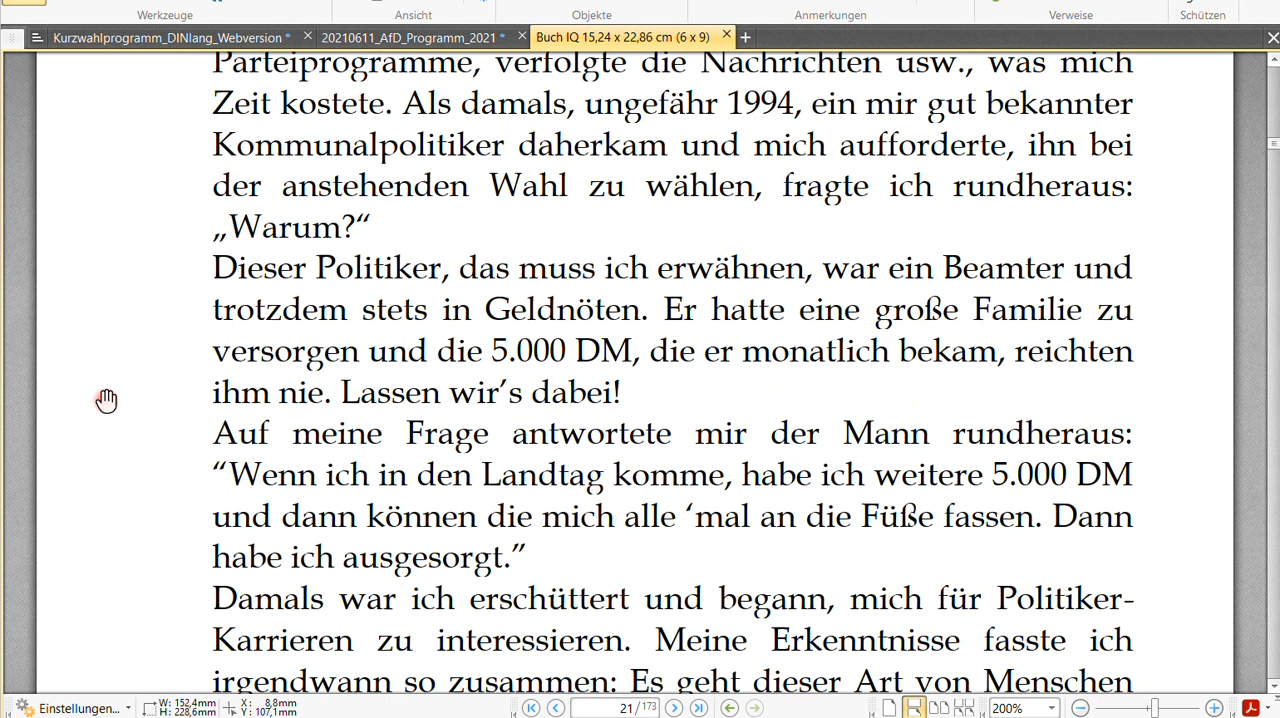 Werkzeuge Ansicht Objekte Anmerkungen Verweise Schützen
Kurzwahlprogramm_DINlang_Webversion * 20210611_AfD_Programm_2021 * Buch IQ 15,24 x 22,86 cm (6 x 9)
Parteiprogramme, verfolgte die Nachrichten usw., was mich
Zeit kostete. Als damals, ungefähr 1994, ein mir gut bekannter
Kommunalpolitiker daherkam und mich aufforderte, ihn bei
der anstehenden Wahl zu wählen, fragte ich rundheraus:
„Warum?“
Dieser Politiker, das muss ich erwähnen, war ein Beamter und
trotzdem stets in Geldnöten. Er hatte eine große Familie zu
versorgen und die 5.000 DM, die er monatlich bekam, reichten
ihm nie. Lassen wir’s dabei!
Auf meine Frage antwortete mir der Mann rundheraus:
“Wenn ich in den Landtag komme, habe ich weitere 5.000 DM
und dann können die mich alle ‘mal an die Füße fassen. Dann
habe ich ausgesorgt.”
Damals war ich erschüttert und begann, mich für Politiker-
Karrieren zu interessieren. Meine Erkenntnisse fasste ich
irgendwann so zusammen: Es geht dieser Art von Menschen
Einstellungen... W: 152,4mm X: 8,8mm 21 /173 200%
H: 228,6mm Y: 107,1mm